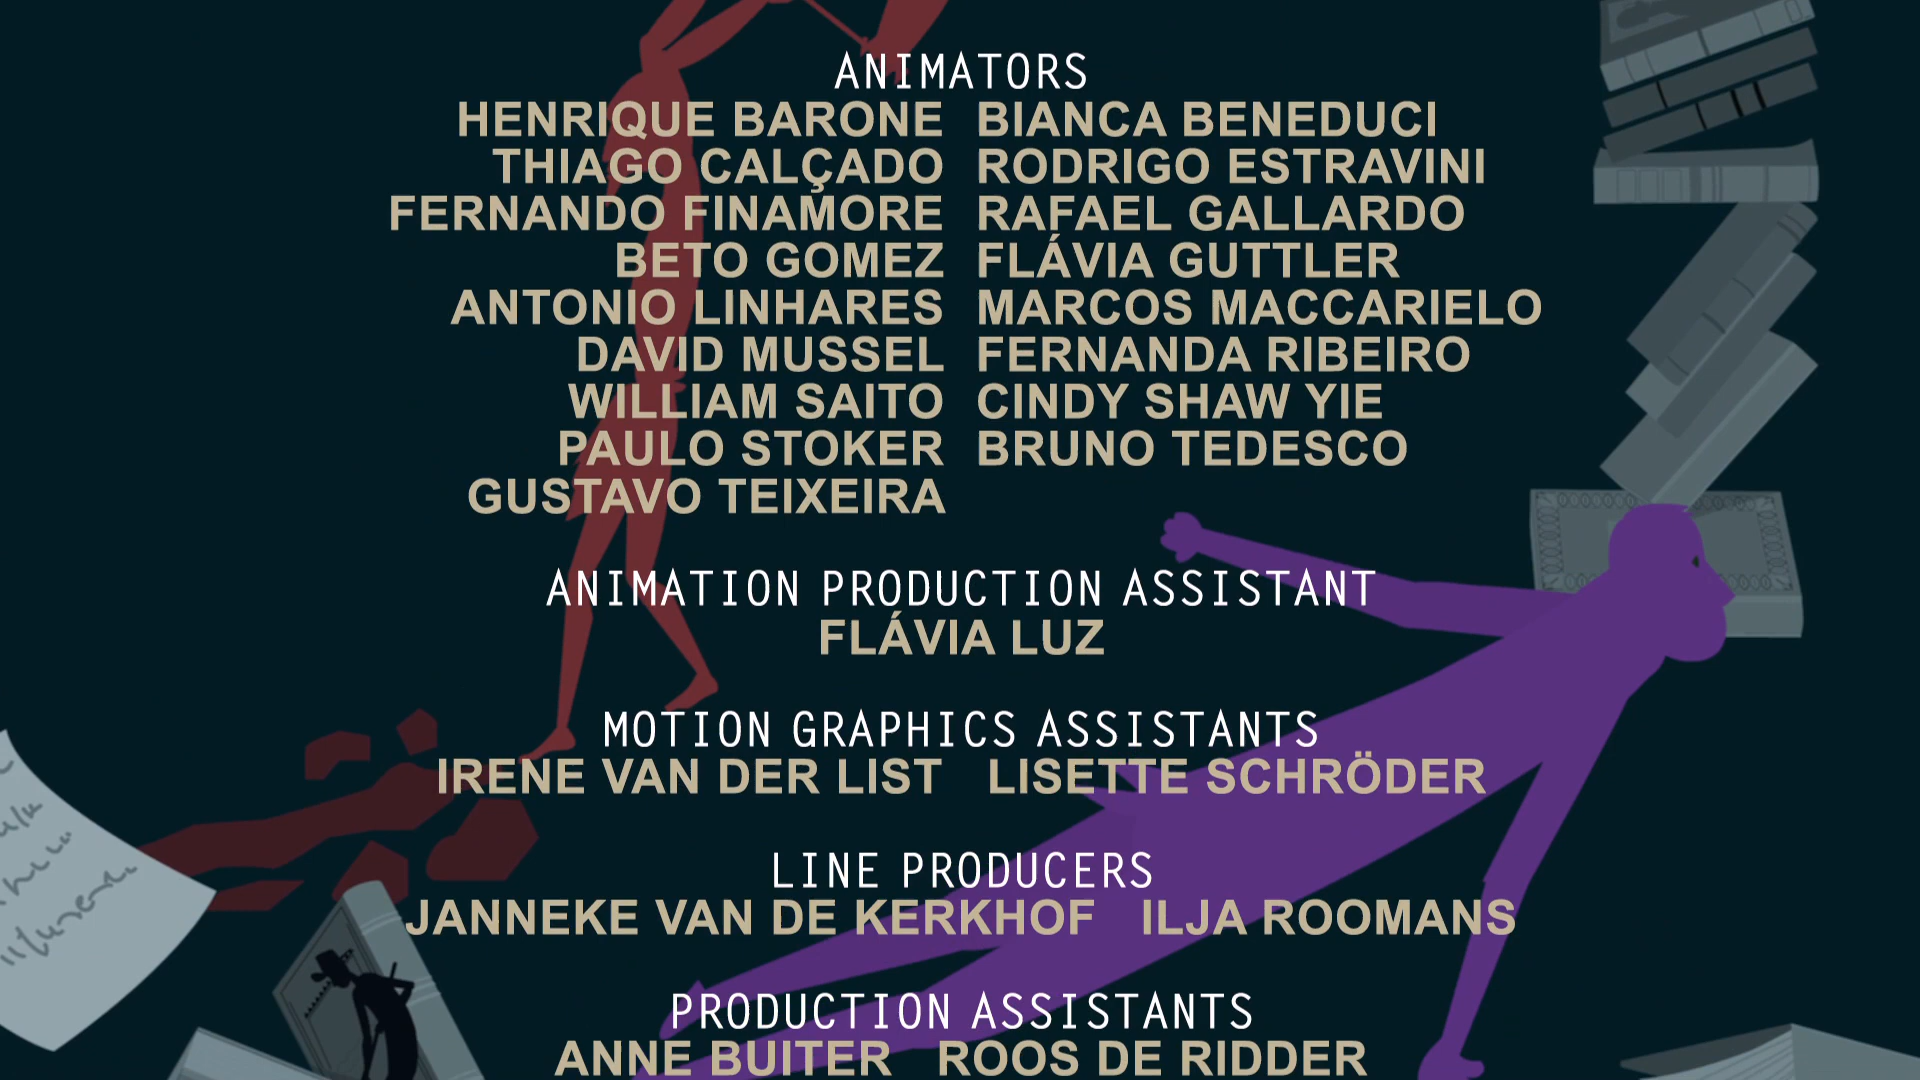 ANIMATORS
HENRIQUE BARONE BIANCA BENEDUCI
THIAGO CALÇADO RODRIGO ESTRAVINI
FERNANDO FINAMORE RAFAEL GALLARDO
BETO GOMEZ FLÁVIA GUTTLER
ANTONIO LINHARES MARCOS MACCARIELO
DAVID MUSSEL FERNANDA RIBEIRO
WILLIAM SAITO CINDY SHAW YIE
PAULO STOKER BRUNO TEDESCO
GUSTAVO TEIXEIRA
ANIMATION PRODUCTION ASSISTANT
FLÁVIA LUZ
MOTION GRAPHICS ASSISTANTS
IRENE VAN DER LIST LISETTE SCHRÖDER
LINE PRODUCERS
JANNEKE VAN DE KERKHOF ILJA ROOMANS
PRODUCTION ASSISTANTS
ANNE BUITER ROOS DE RIDDER